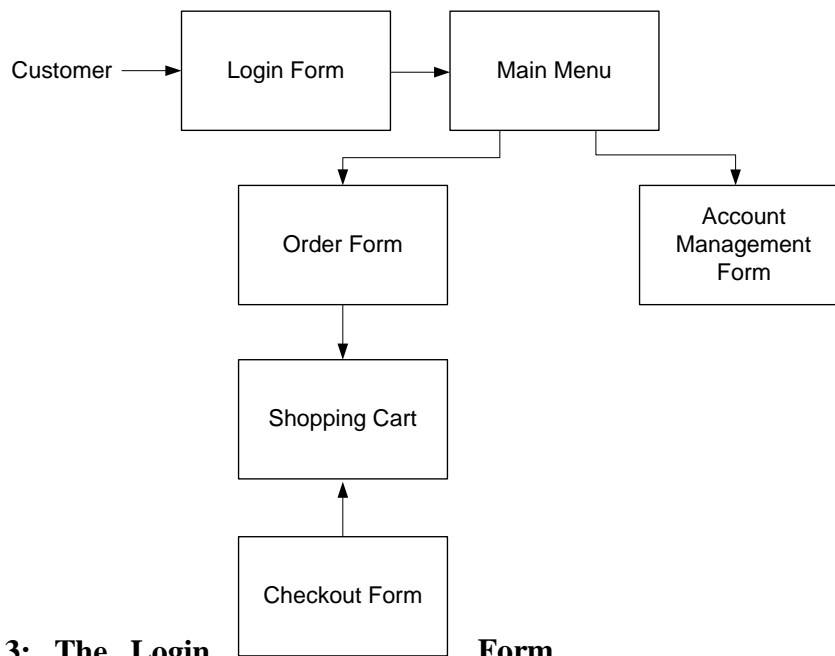 Customer
Login Form
Main Menu
Order Form
Account
Management
Form
Shopping Cart
Checkout Form
3: The Login Form